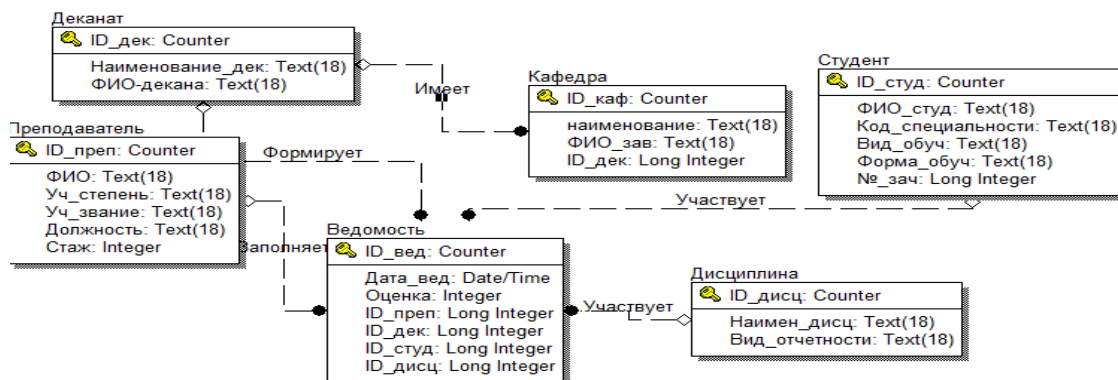 Деканат
ID_дек: Counter
Наименование_дек: Text(18)
ФИО-декана: Text(18)
Имеет
Кафедра
ID_каф: Counter
наименование: Text(18)
ФИО_зав: Text(18)
ID_дек: Long Integer
Студент
ID_студ: Counter
ФИО_студ: Text(18)
Код_специальности: Text(18)
Вид_обуч: Text(18)
Форма_обуч: Text(18)
№_зач: Long Integer
Преподаватель
ID_преп: Counter
ФИО: Text(18)
Уч_степень: Text(18)
Уч_звание: Text(18)
Должность: Text(18)
Стаж: Integer
Формирует
Участвует
Заполняет
Ведомость
ID_вед: Counter
Дата_вед: Date/Time
Оценка: Integer
ID_преп: Long Integer
ID_дек: Long Integer
ID_студ: Long Integer
ID_дисц: Long Integer
Участвует
Дисциплина
ID_дисц: Counter
Наимен_дисц: Text(18)
Вид_отчетности: Text(18)